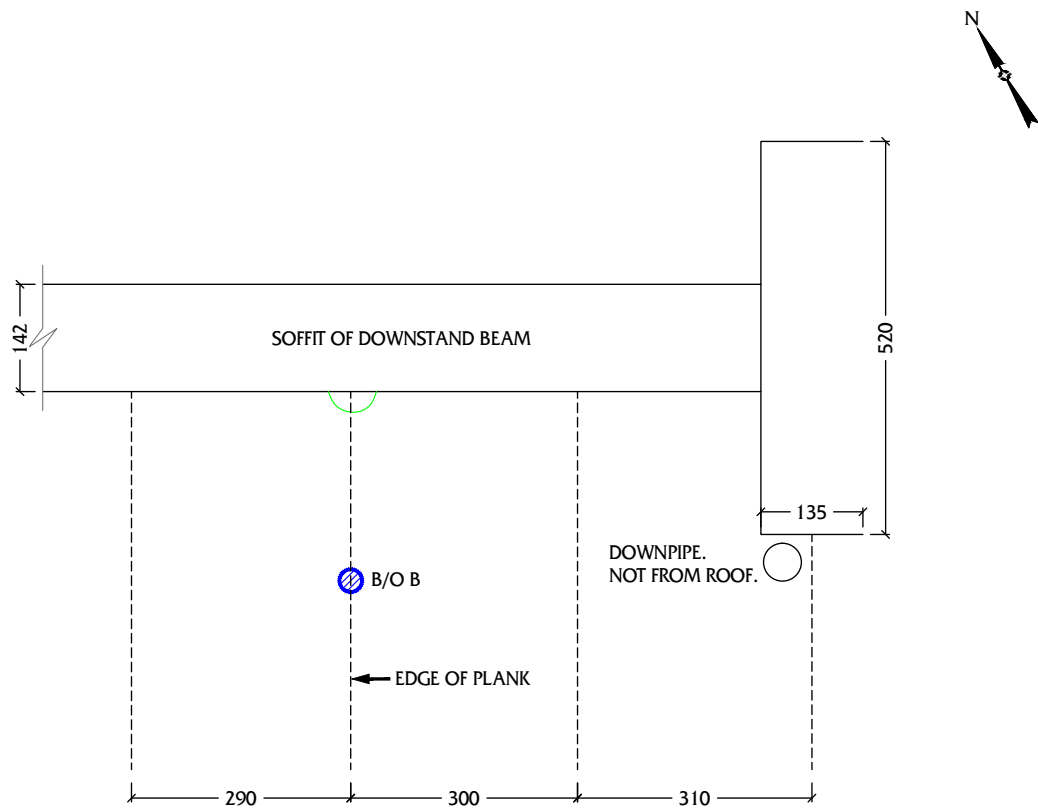 N
142
SOFFIT OF DOWNSTAND BEAM
520
135
DOWNPIPE.
NOT FROM ROOF.
B/O B
EDGE OF PLANK
290
300
310